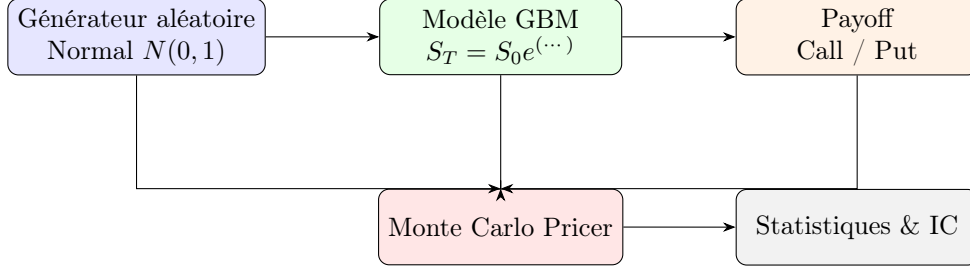 Générateur aléatoire
Normal N(0, 1)
Modèle GBM
S_T = S_0e^{(⋯)}
Payoff
Call / Put
Monte Carlo Pricer
Statistiques & IC